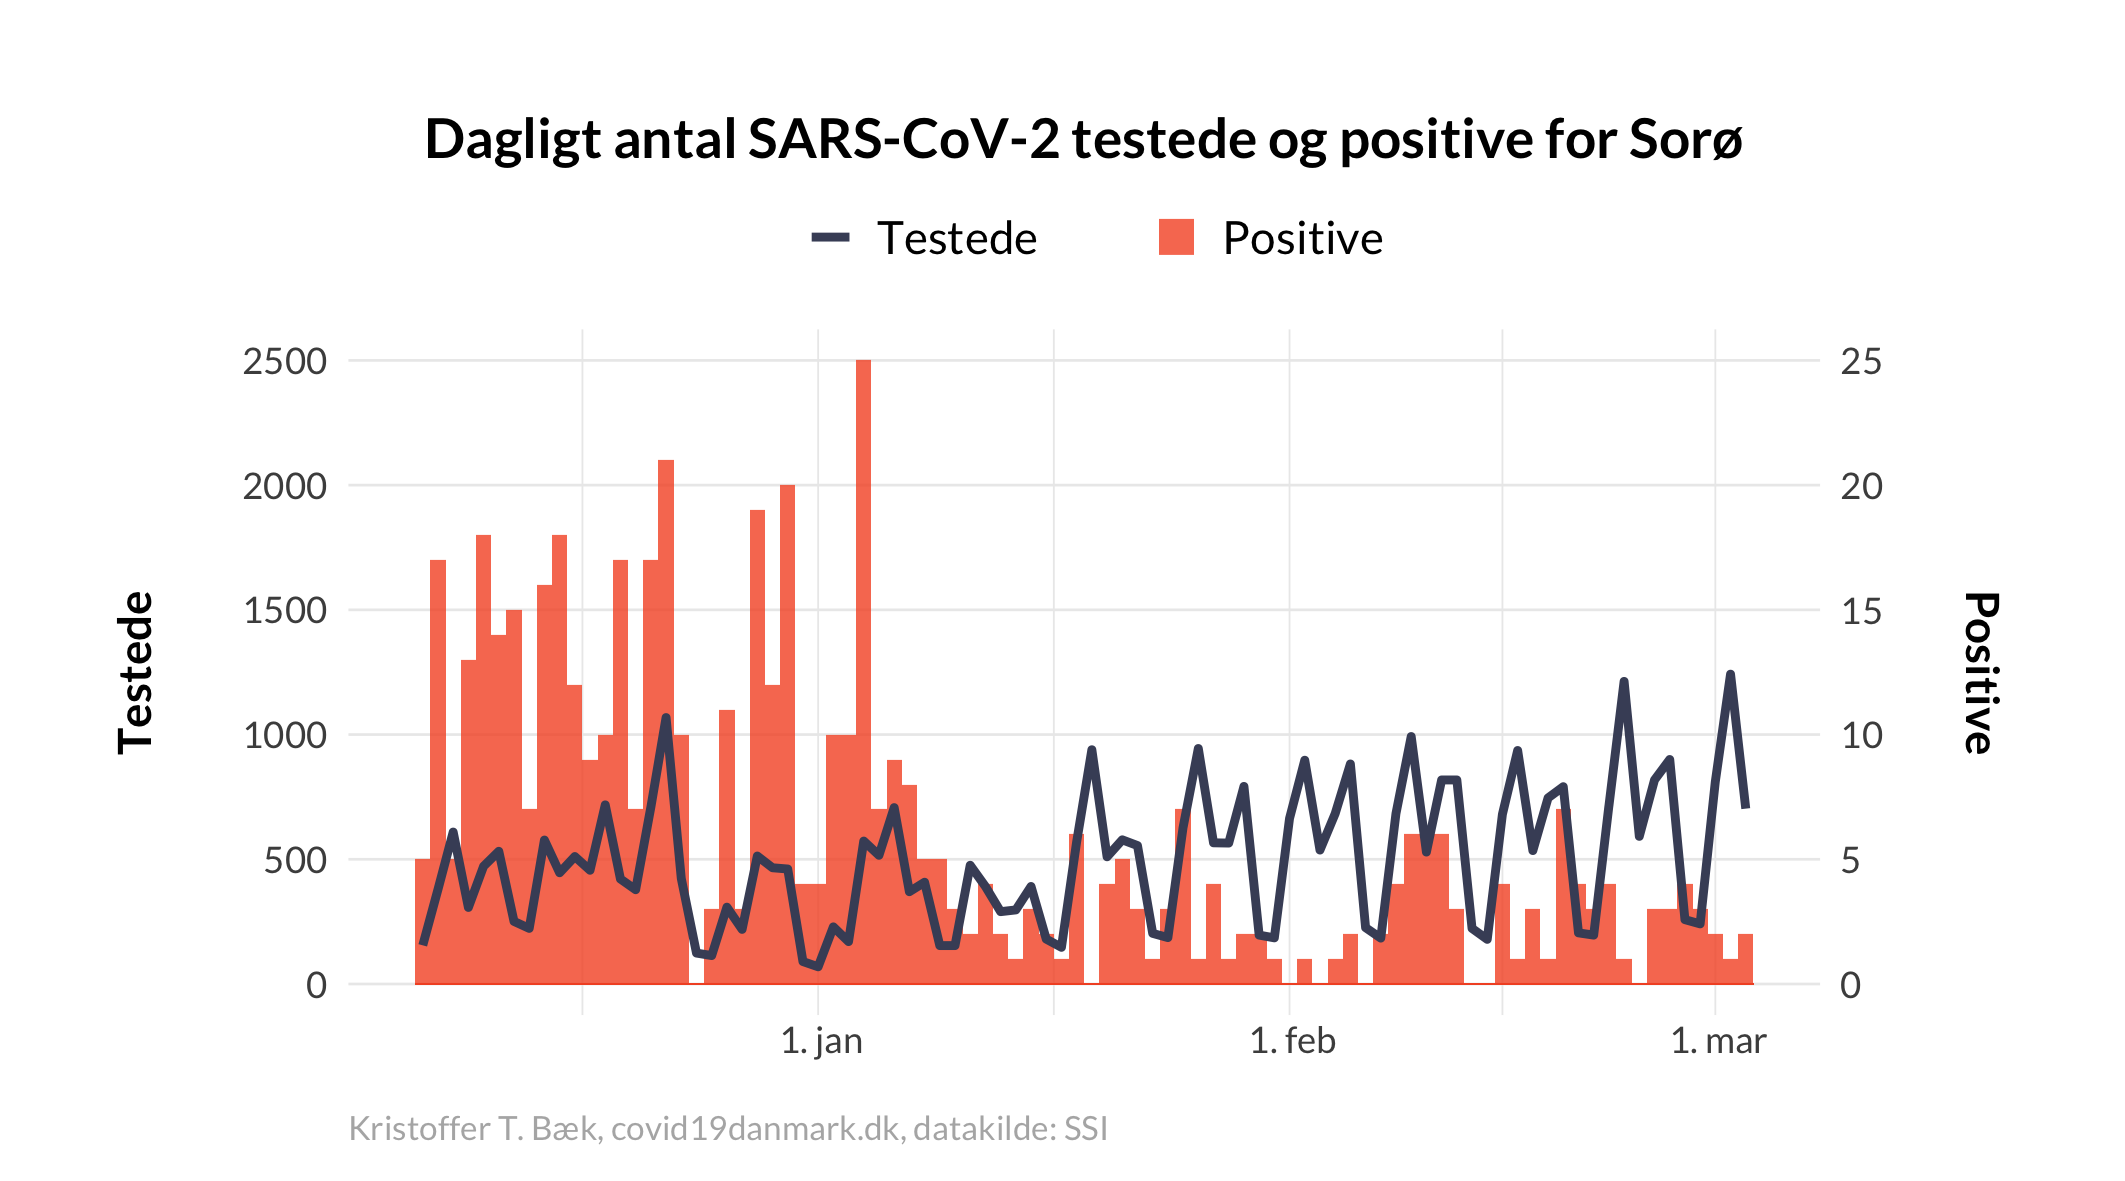 Dagligt antal SARS-CoV-2 testede og positive for Sorø
Testede
Positive
2500
2000
1500
1000
500
0
25
20
15
10
5
0
Testede
Positive
1. jan
1. feb
1. mar
Kristoffer T. Bæk, covid19danmark.dk, datakilde: SSI